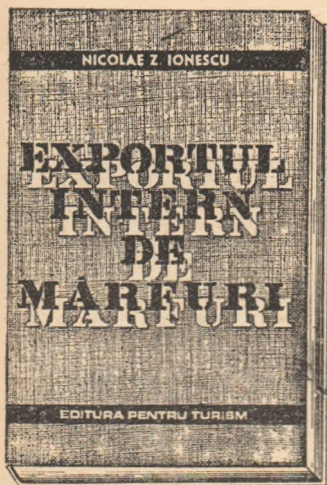 NICOLAE Z. IONESCU
EXPORTUL
INTERN
DE
MĂRFURI
EDITURA PENTRU TURISM